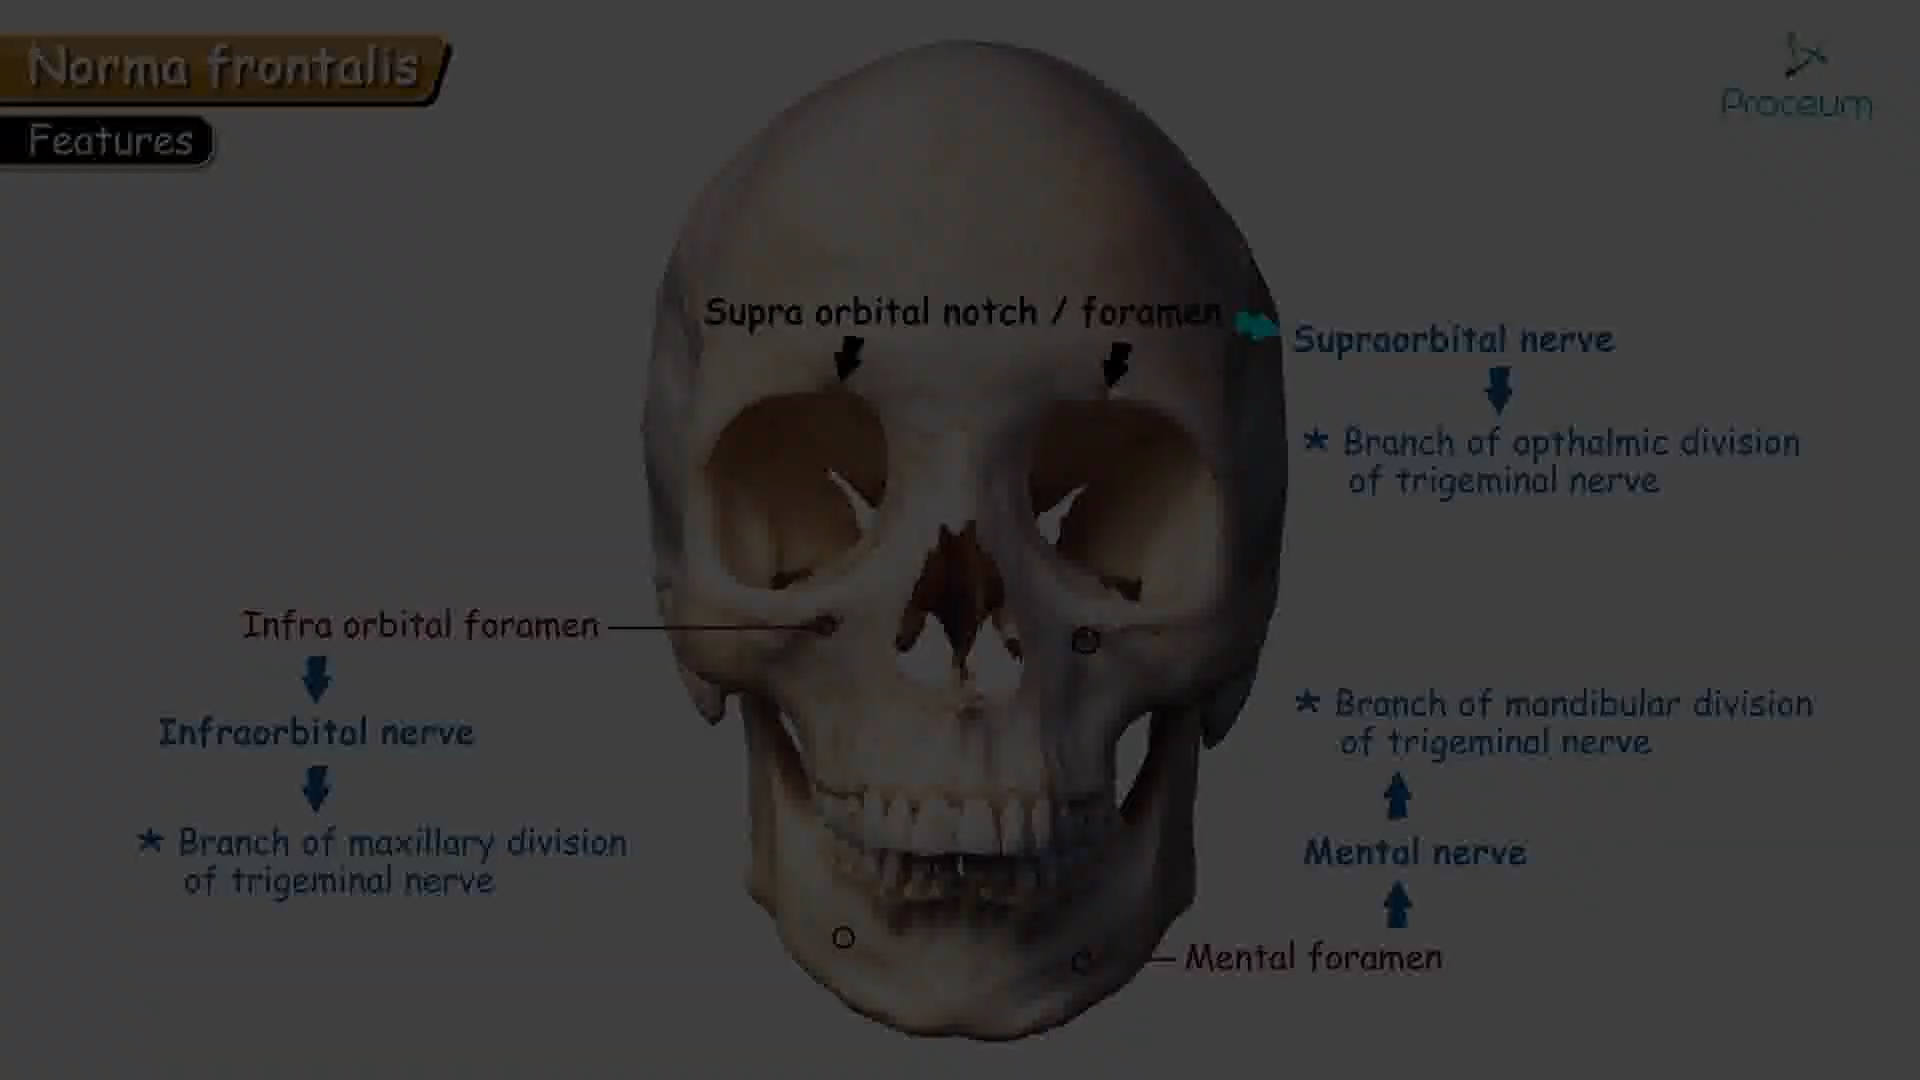 Norma frontalis
Features
Proceum
Supra orbital notch / foramen
Supraorbital nerve
* Branch of opthalmic division
of trigeminal nerve
Infra orbital foramen
Infraorbital nerve
* Branch of maxillary division
of trigeminal nerve
* Branch of mandibular division
of trigeminal nerve
Mental nerve
Mental foramen